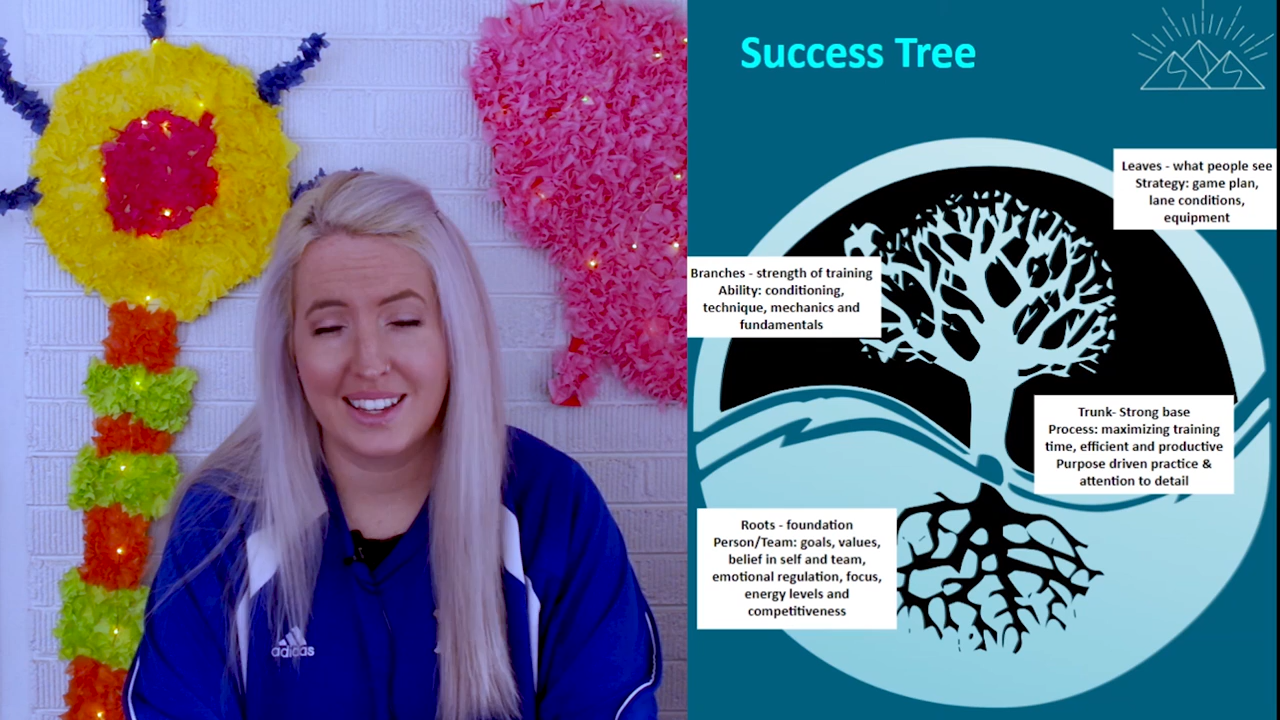 Success Tree
Leaves - what people see
Strategy: game plan,
lane conditions,
equipment
Branches - strength of training
Ability: conditioning,
technique, mechanics and
fundamentals
Trunk- Strong base
Process: maximizing training
time, efficient and productive
Purpose driven practice &
attention to detail
Roots - foundation
Person/Team: goals, values,
belief in self and team,
emotional regulation, focus,
energy levels and
competitiveness
adidas